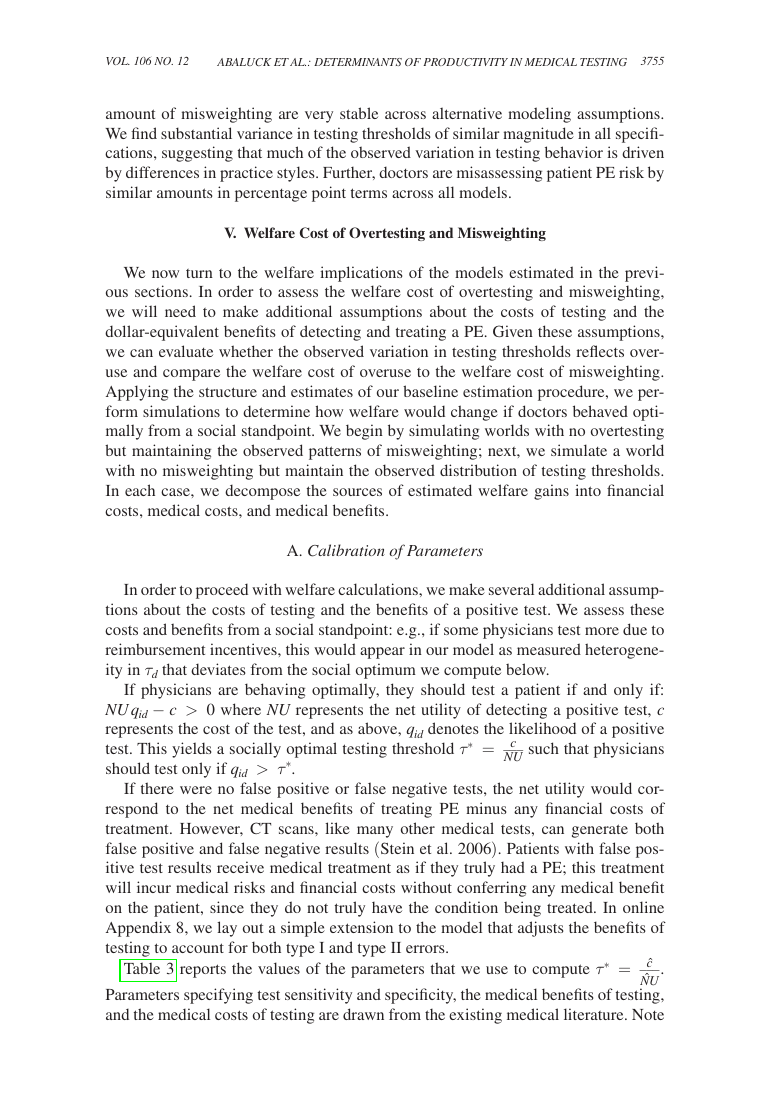 VOL. 106 NO. 12 ABALUCK ET AL.: DETERMINANTS OF PRODUCTIVITY IN MEDICAL TESTING 3755
amount of misweighting are very stable across alternative modeling assumptions.
We find substantial variance in testing thresholds of similar magnitude in all specifi-
cations, suggesting that much of the observed variation in testing behavior is driven
by differences in practice styles. Further, doctors are misassessing patient PE risk by
similar amounts in percentage point terms across all models.
V. Welfare Cost of Overtesting and Misweighting
We now turn to the welfare implications of the models estimated in the previ-
ous sections. In order to assess the welfare cost of overtesting and misweighting,
we will need to make additional assumptions about the costs of testing and the
dollar-equivalent benefits of detecting and treating a PE. Given these assumptions,
we can evaluate whether the observed variation in testing thresholds reflects over-
use and compare the welfare cost of overuse to the welfare cost of misweighting.
Applying the structure and estimates of our baseline estimation procedure, we per-
form simulations to determine how welfare would change if doctors behaved opti-
mally from a social standpoint. We begin by simulating worlds with no overtesting
but maintaining the observed patterns of misweighting; next, we simulate a world
with no misweighting but maintain the observed distribution of testing thresholds.
In each case, we decompose the sources of estimated welfare gains into financial
costs, medical costs, and medical benefits.
A. Calibration of Parameters
In order to proceed with welfare calculations, we make several additional assump-
tions about the costs of testing and the benefits of a positive test. We assess these
costs and benefits from a social standpoint: e.g., if some physicians test more due to
reimbursement incentives, this would appear in our model as measured heterogene-
ity in τ_d that deviates from the social optimum we compute below.
If physicians are behaving optimally, they should test a patient if and only if:
NU q_id − c > 0 where NU represents the net utility of detecting a positive test, c
represents the cost of the test, and as above, q_id denotes the likelihood of a positive
test. This yields a socially optimal testing threshold τ* = c/NU such that physicians
should test only if q_id > τ*.
If there were no false positive or false negative tests, the net utility would cor-
respond to the net medical benefits of treating PE minus any financial costs of
treatment. However, CT scans, like many other medical tests, can generate both
false positive and false negative results (Stein et al. 2006). Patients with false pos-
itive test results receive medical treatment as if they truly had a PE; this treatment
will incur medical risks and financial costs without conferring any medical benefit
on the patient, since they do not truly have the condition being treated. In online
Appendix 8, we lay out a simple extension to the model that adjusts the benefits of
testing to account for both type I and type II errors.
Table 3 reports the values of the parameters that we use to compute τ* = ĉ/N̂U.
Parameters specifying test sensitivity and specificity, the medical benefits of testing,
and the medical costs of testing are drawn from the existing medical literature. Note